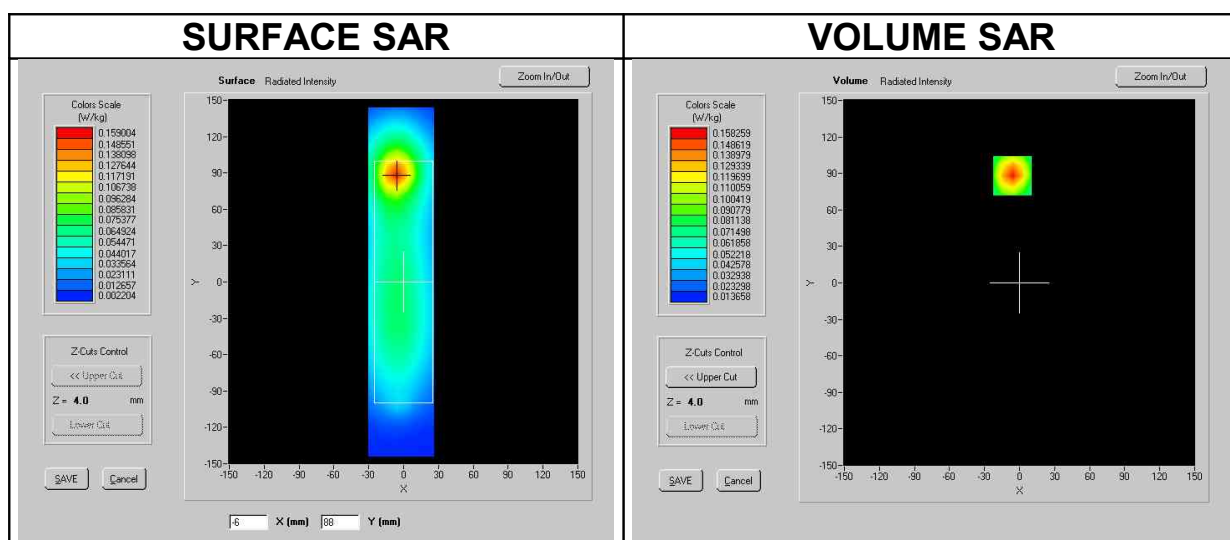 SURFACE SAR
Surface Radiated Intensity
Zoom In/Out
Colors Scale
(W/kg)
0.159004
0.148551
0.138098
0.127644
0.117191
0.106738
0.096284
0.085831
0.075377
0.064924
0.054471
0.044017
0.033564
0.023111
0.012657
0.002204
Z-Cuts Control
<< Upper Cut
Z = 4.0 mm
Lower Cut
SAVE Cancel
150-
120-
90-
60-
30-
Y 0-
-30-
-60-
-90-
-120-
-150-
-150 -120 -90 -60 -30 0 30 60 90 120 150
X
-6 X (mm) 88 Y (mm)
VOLUME SAR
Volume Radiated Intensity
Zoom In/Out
Colors Scale
(W/kg)
0.158259
0.148619
0.138979
0.129339
0.119699
0.110059
0.100419
0.090779
0.081138
0.071498
0.061858
0.052218
0.042578
0.032938
0.023298
0.013658
Z-Cuts Control
<< Upper Cut
Z = 4.0 mm
Lower Cut
SAVE Cancel
150-
120-
90-
60-
30-
Y 0-
-30-
-60-
-90-
-120-
-150-
-150 -120 -90 -60 -30 0 30 60 90 120 150
X